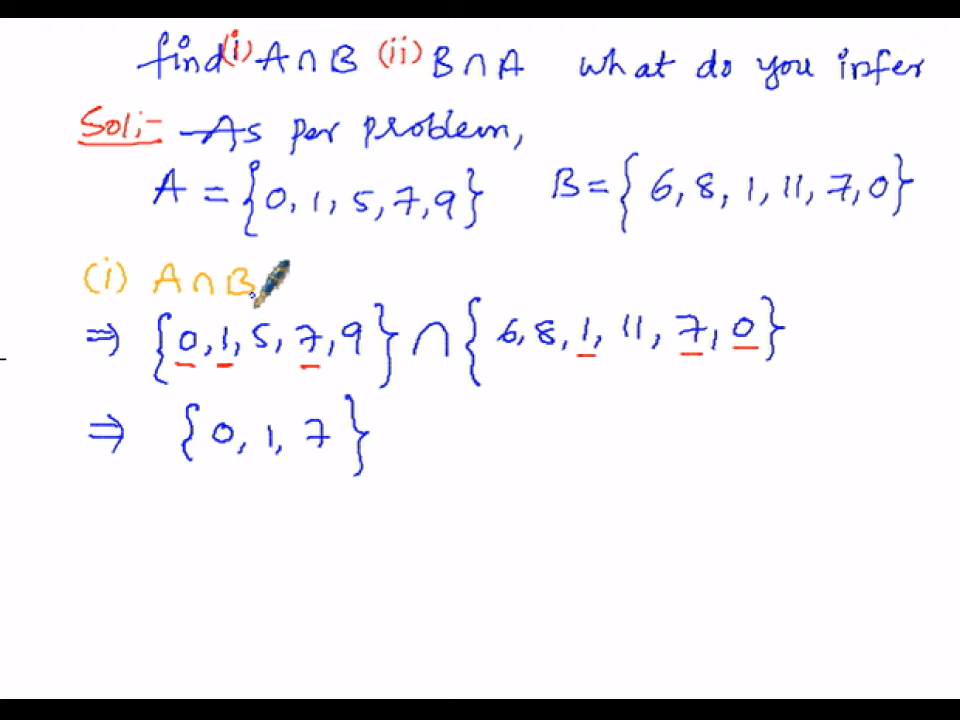 find (i) A ∩ B (ii) B ∩ A what do you infer
Sol:- As per problem,
A = {0, 1, 5, 7, 9} B = {6, 8, 1, 11, 7, 0}
(i) A ∩ B
⇒ {0, 1, 5, 7, 9} ∩ {6, 8, 1, 11, 7, 0}
⇒ {0, 1, 7}